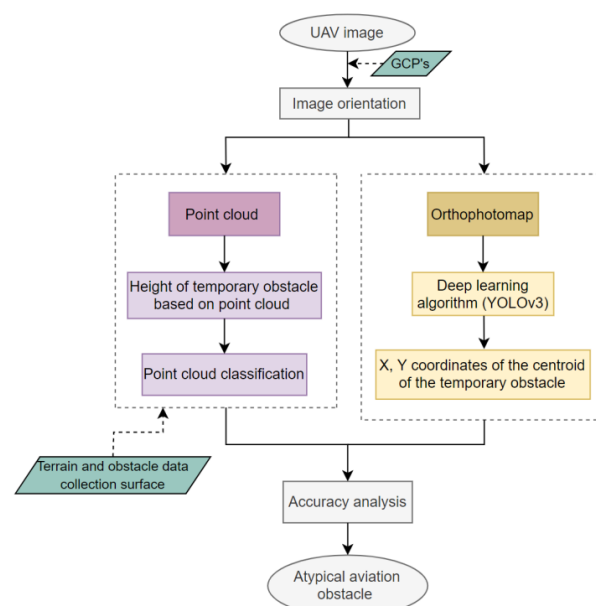 UAV image
GCP's
Image orientation
Point cloud
Orthophotomap
Height of temporary obstacle
based on point cloud
Deep learning
algorithm (YOLOv3)
Point cloud classification
X, Y coordinates of the centroid
of the temporary obstacle
Terrain and obstacle data
collection surface
Accuracy analysis
Atypical aviation
obstacle